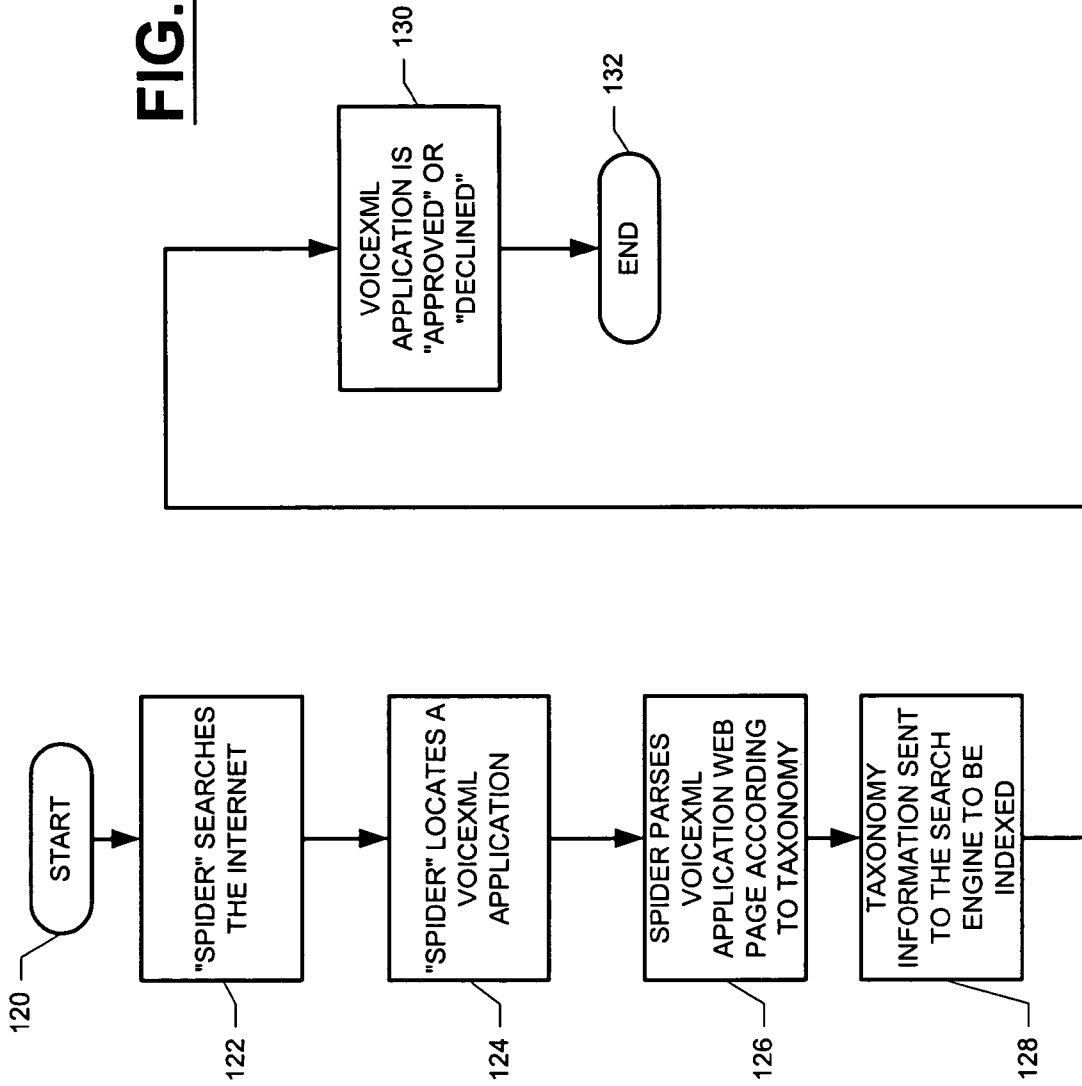 FIG.
120
START
122
"SPIDER" SEARCHES
THE INTERNET
124
"SPIDER" LOCATES A
VOICEXML
APPLICATION
126
SPIDER PARSES
VOICEXML
APPLICATION WEB
PAGE ACCORDING
TO TAXONOMY
128
TAXONOMY
INFORMATION SENT
TO THE SEARCH
ENGINE TO BE
INDEXED
130
VOICEXML
APPLICATION IS
"APPROVED" OR
"DECLINED"
132
END